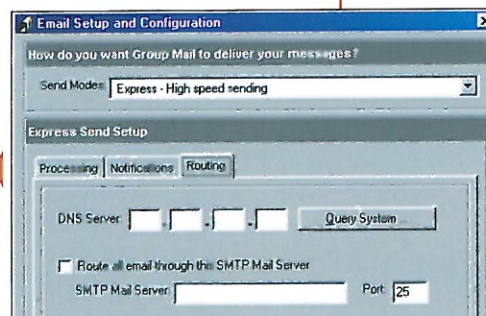 Email Setup and Configuration
How do you want Group Mail to deliver your messages?
Send Mode: Express - High speed sending
Express Send Setup
Processing Notifications Routing
DNS Server: . . . Query System ...
Route all email through this SMTP Mail Server
SMTP Mail Server: Port: 25